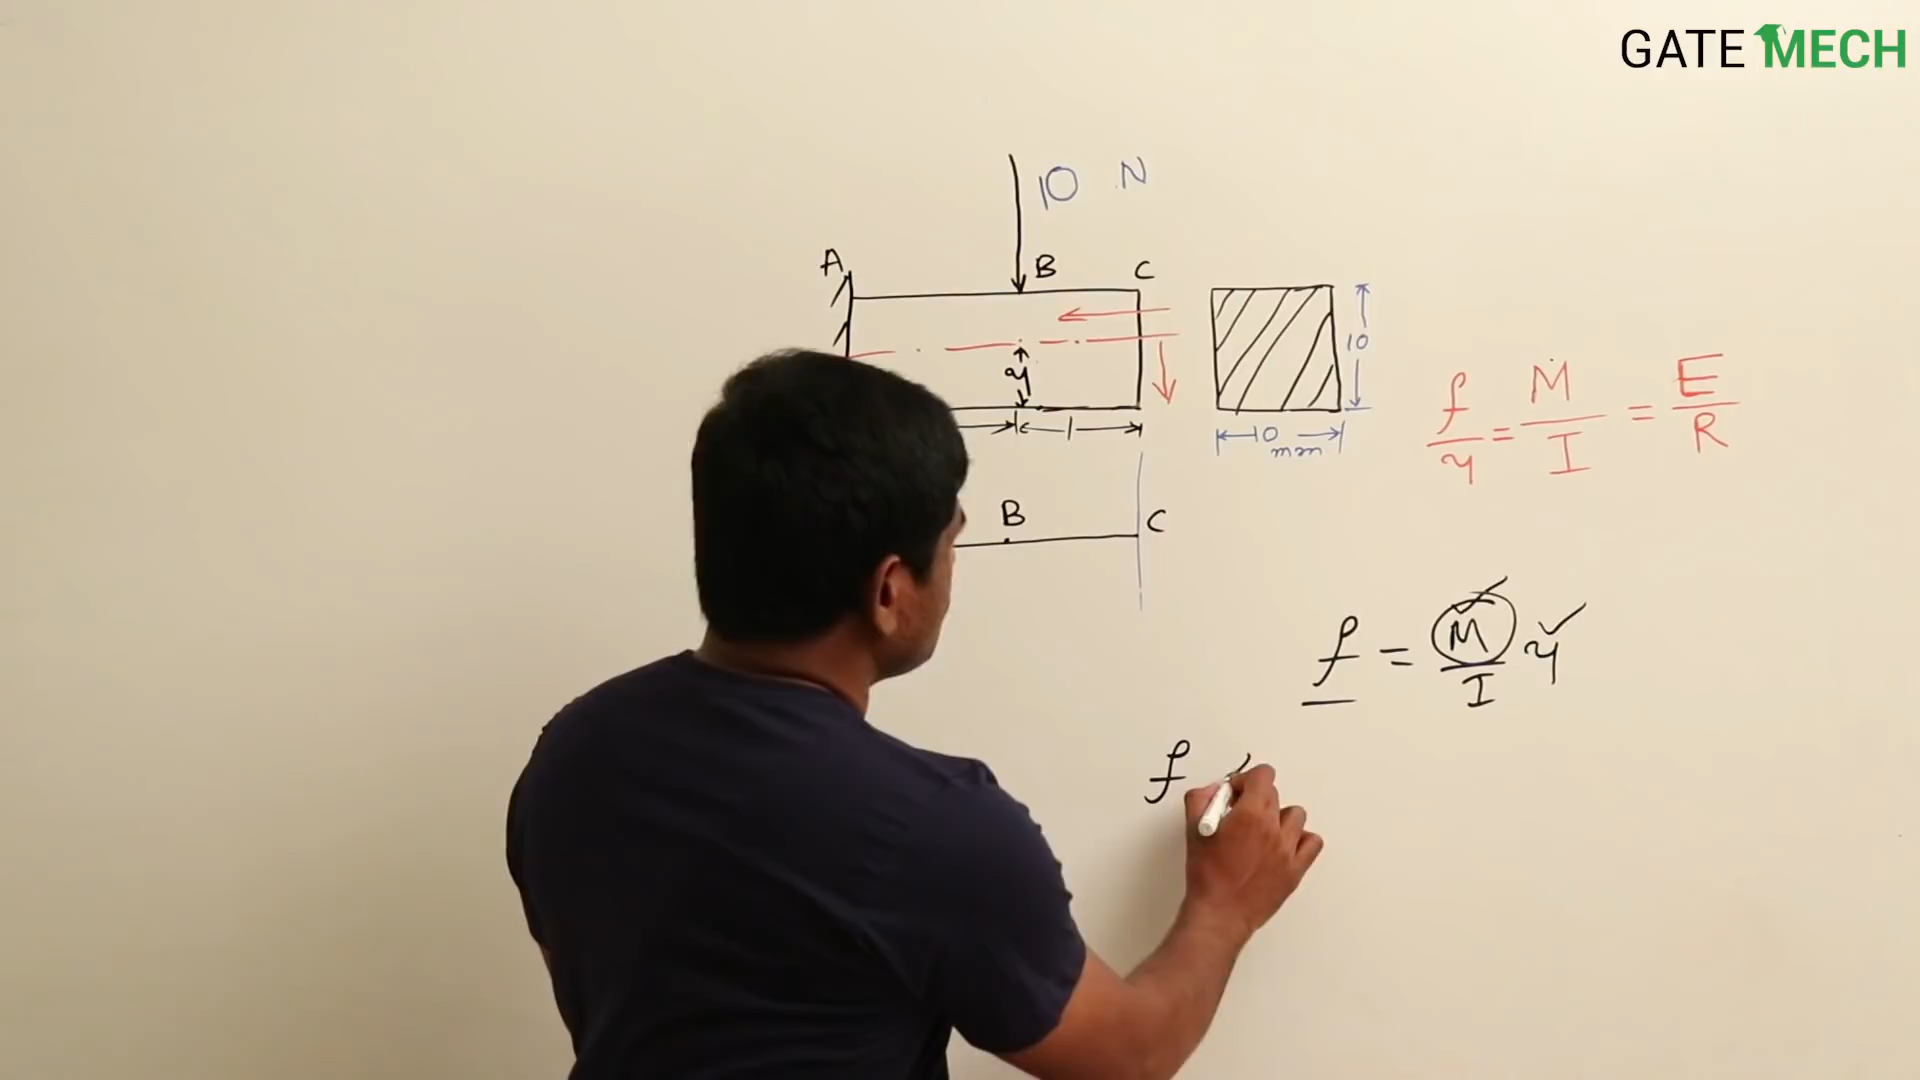 GATE MECH
10 N
A
B
C
y
10
1
10
mm
f/y = M/I = E/R
B
C
f = M/I y
f